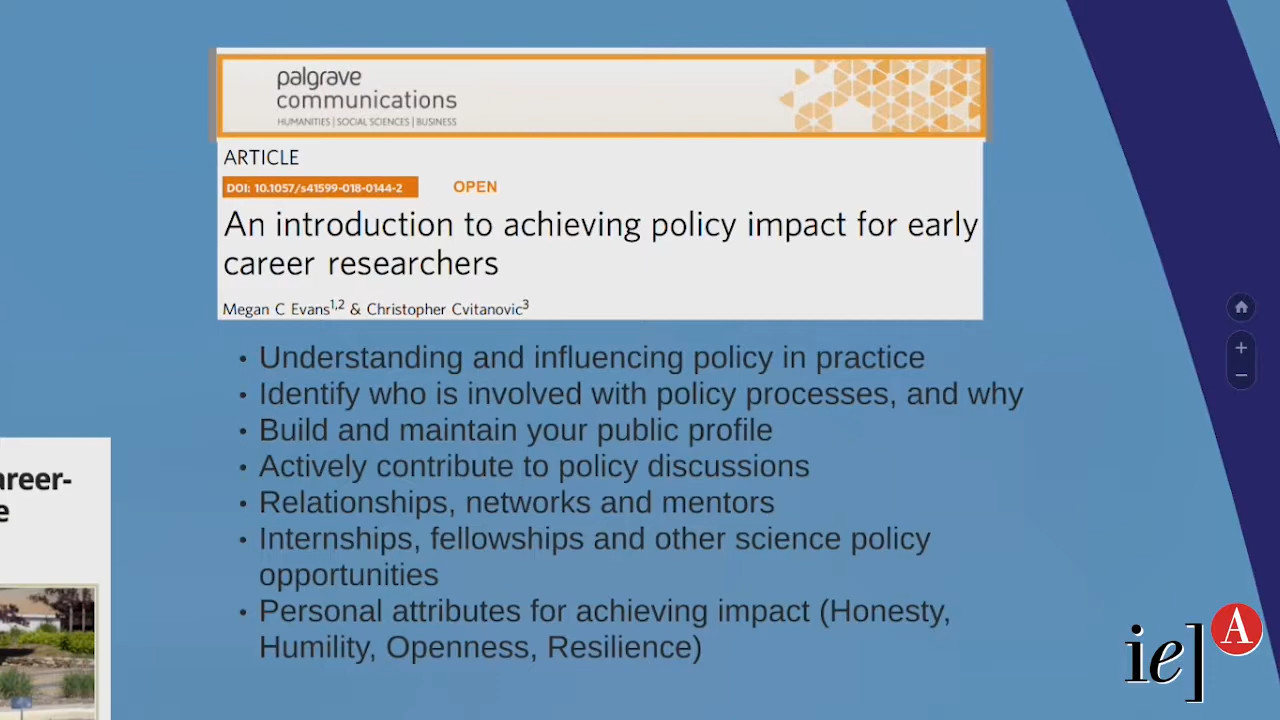 palgrave
communications
HUMANITIES | SOCIAL SCIENCES | BUSINESS
ARTICLE
DOI: 10.1057/s41599-018-0144-2 OPEN
An introduction to achieving policy impact for early
career researchers
Megan C Evans1,2 & Christopher Cvitanovic3
• Understanding and influencing policy in practice
• Identify who is involved with policy processes, and why
• Build and maintain your public profile
• Actively contribute to policy discussions
• Relationships, networks and mentors
• Internships, fellowships and other science policy
opportunities
• Personal attributes for achieving impact (Honesty,
Humility, Openness, Resilience)
ie] A